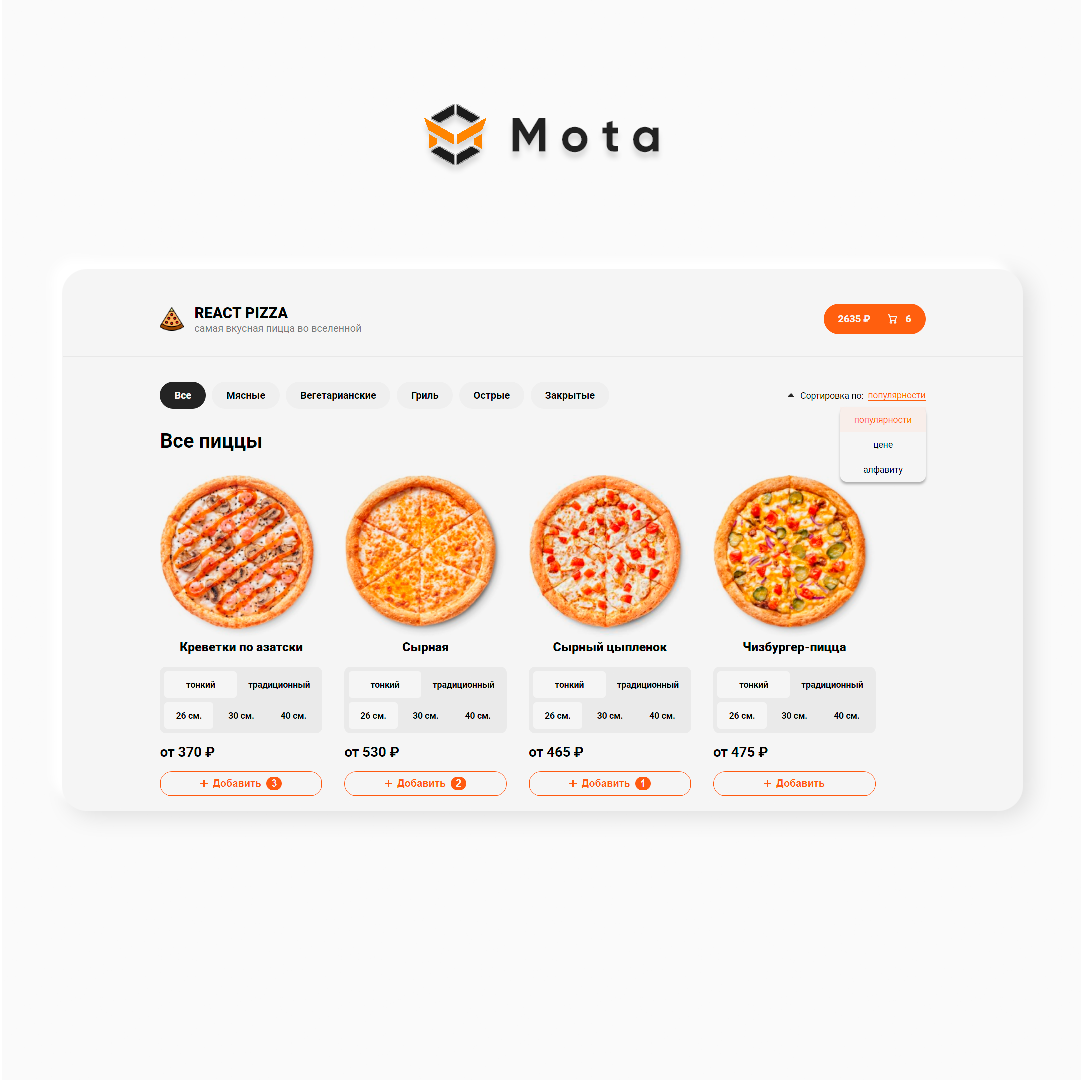 Mota
REACT PIZZA
самая вкусная пицца во вселенной
2635 ₽ 6
Все Мясные Вегетарианские Гриль Острые Закрытые
Сортировка по: популярности
популярности
цене
алфавиту
Все пиццы
Креветки по азатски Сырная Сырный цыпленок Чизбургер-пицца
тонкий традиционный тонкий традиционный тонкий традиционный тонкий традиционный
26 см. 30 см. 40 см. 26 см. 30 см. 40 см. 26 см. 30 см. 40 см. 26 см. 30 см. 40 см.
от 370 ₽ от 530 ₽ от 465 ₽ от 475 ₽
+ Добавить 3 + Добавить 2 + Добавить 1 + Добавить